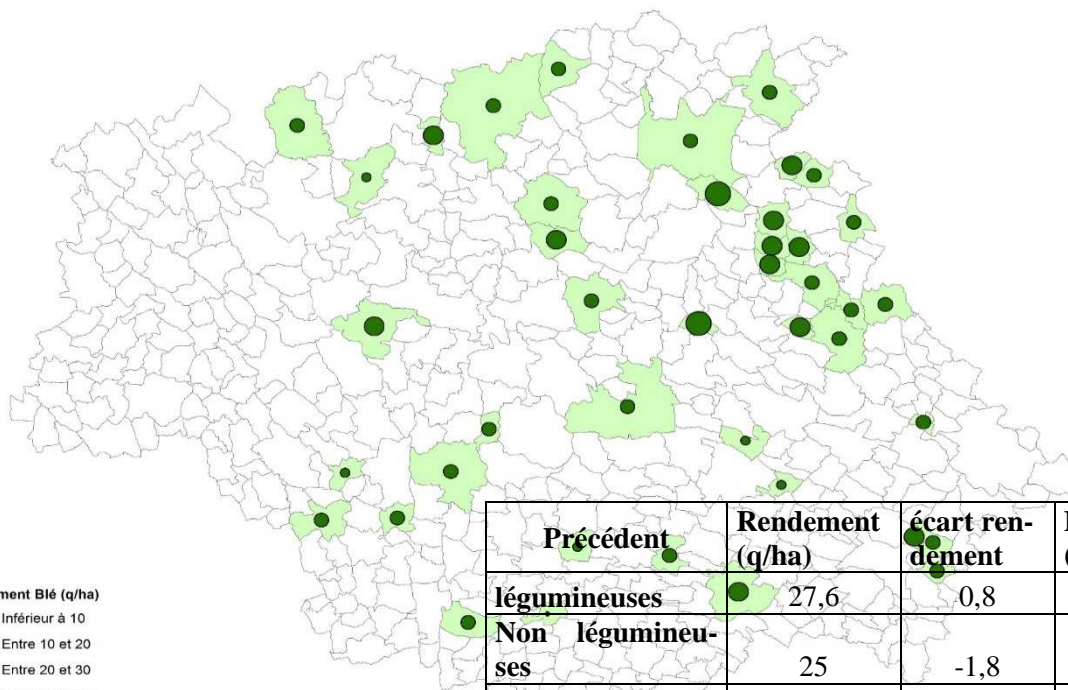 Précédent
Rendement
(q/ha)
écart ren-
dement
légumineuses
27,6
0,8
Non légumineu-
ses
25
-1,8
ment Blé (q/ha)
Inférieur à 10
Entre 10 et 20
Entre 20 et 30